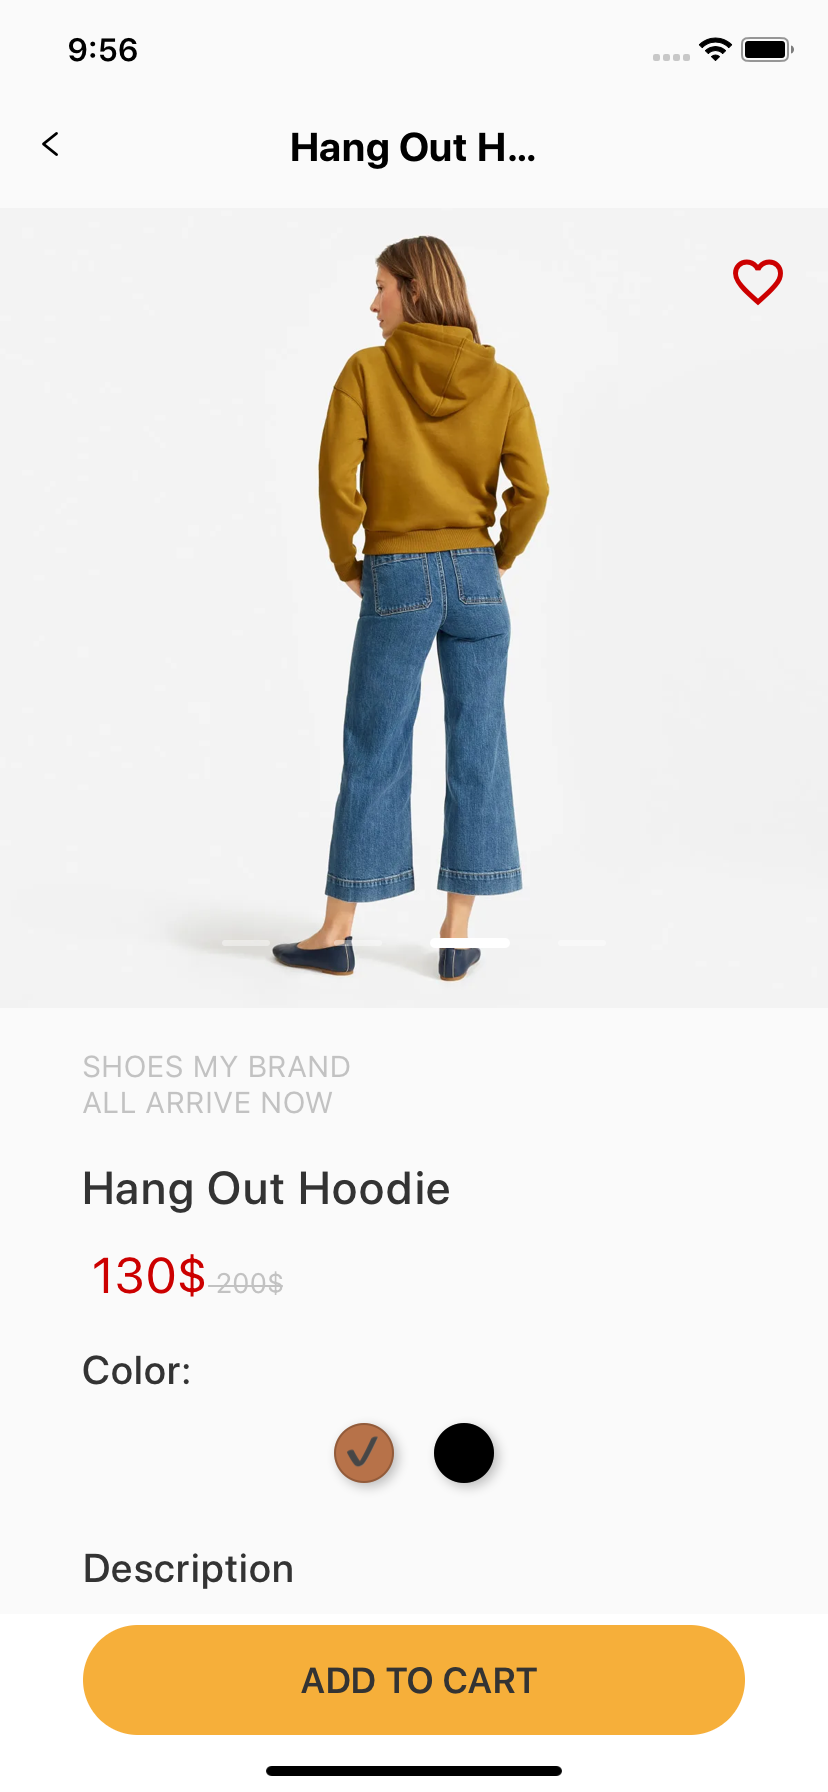 9:56
Hang Out H...
SHOES MY BRAND
ALL ARRIVE NOW
Hang Out Hoodie
130$ 200$
Color:
Description
ADD TO CART